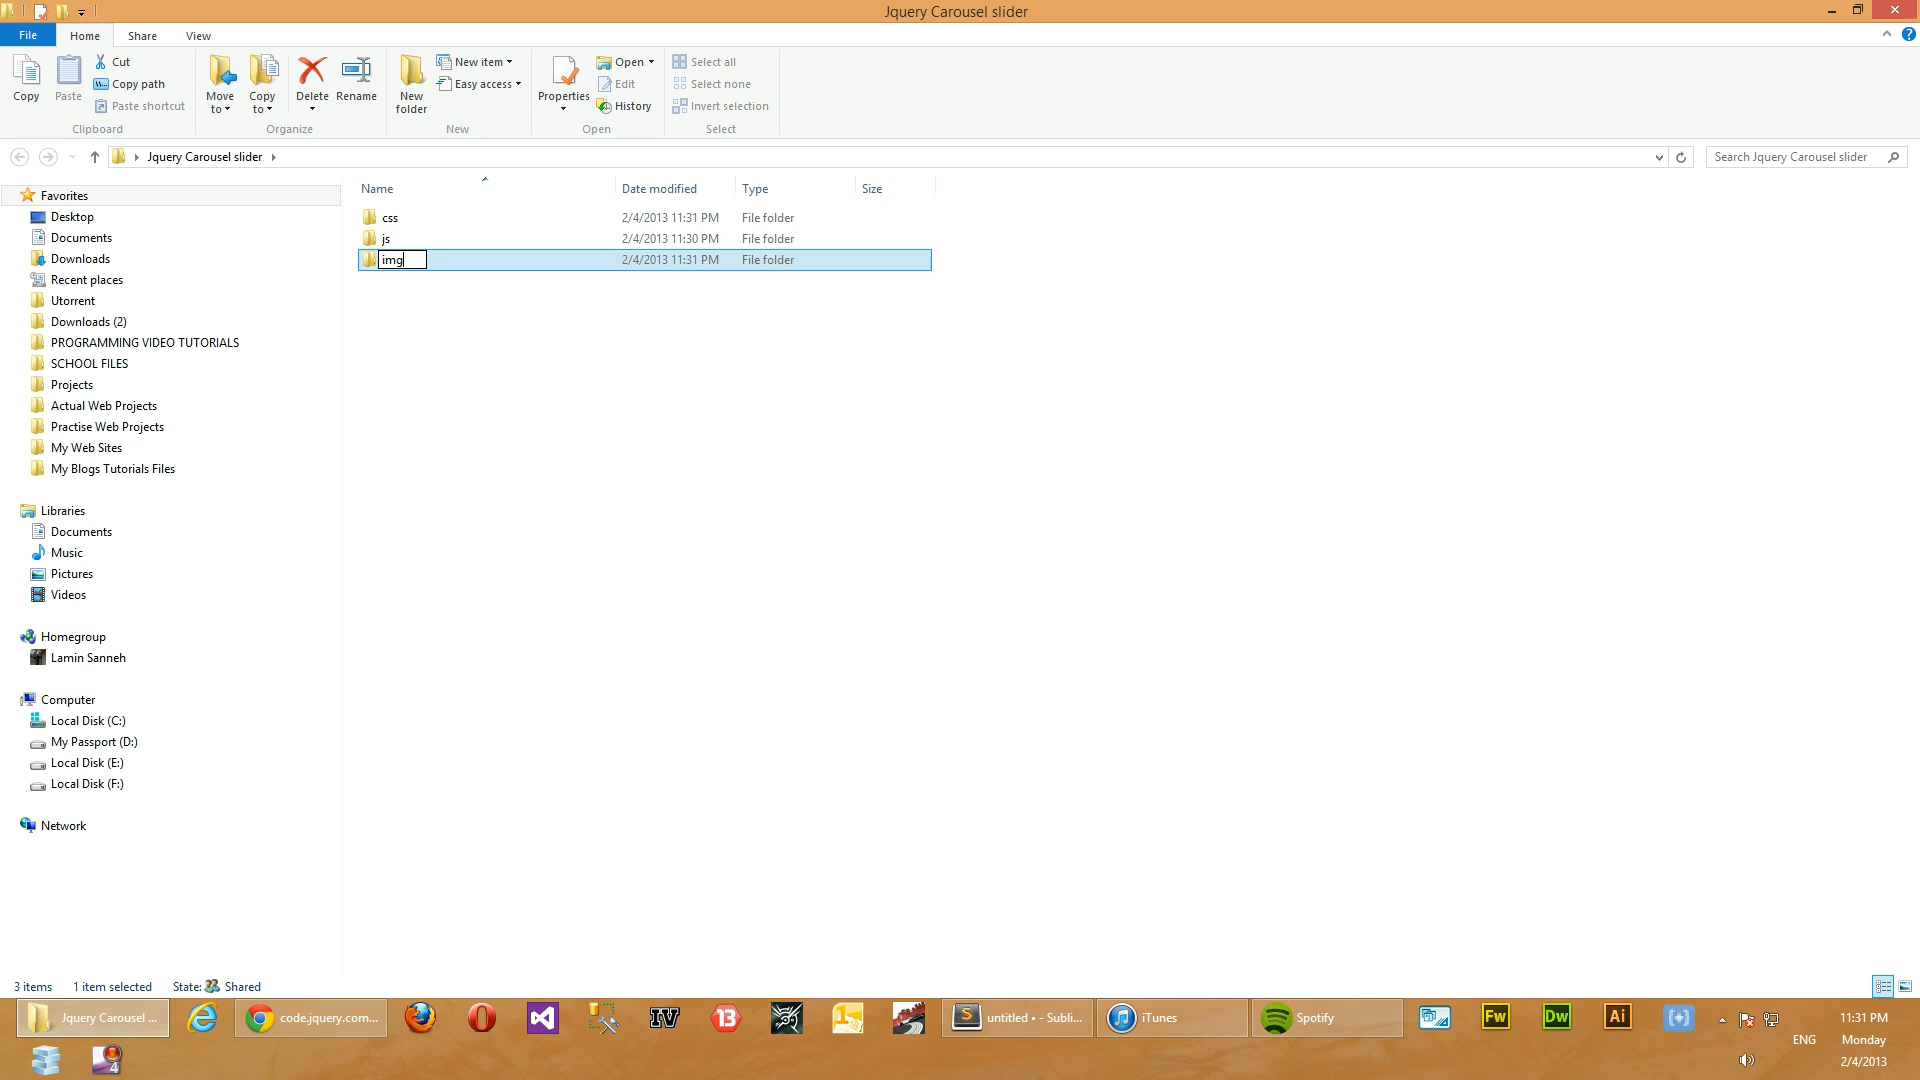 Jquery Carousel slider
File Home Share View
Copy
Paste
Cut
Copy path
Paste shortcut
Clipboard
Move to
Copy to
Delete
Rename
Organize
New folder
New item
Easy access
New
Properties
Open
Edit
History
Open
Select all
Select none
Invert selection
Select
Jquery Carousel slider
Search Jquery Carousel slider
Name Date modified Type Size
css 2/4/2013 11:31 PM File folder
js 2/4/2013 11:30 PM File folder
img 2/4/2013 11:31 PM File folder
Favorites
Desktop
Documents
Downloads
Recent places
Utorrent
Downloads (2)
PROGRAMMING VIDEO TUTORIALS
SCHOOL FILES
Projects
Actual Web Projects
Practise Web Projects
My Web Sites
My Blogs Tutorials Files
Libraries
Documents
Music
Pictures
Videos
Homegroup
Lamin Sanneh
Computer
Local Disk (C:)
My Passport (D:)
Local Disk (E:)
Local Disk (F:)
Network
3 items 1 item selected State: Shared
Jquery Carousel ...
code.jquery.com...
IV
13
untitled • - Subli...
iTunes
Spotify
Fw
Dw
Ai
ENG
11:31 PM
Monday
2/4/2013
4